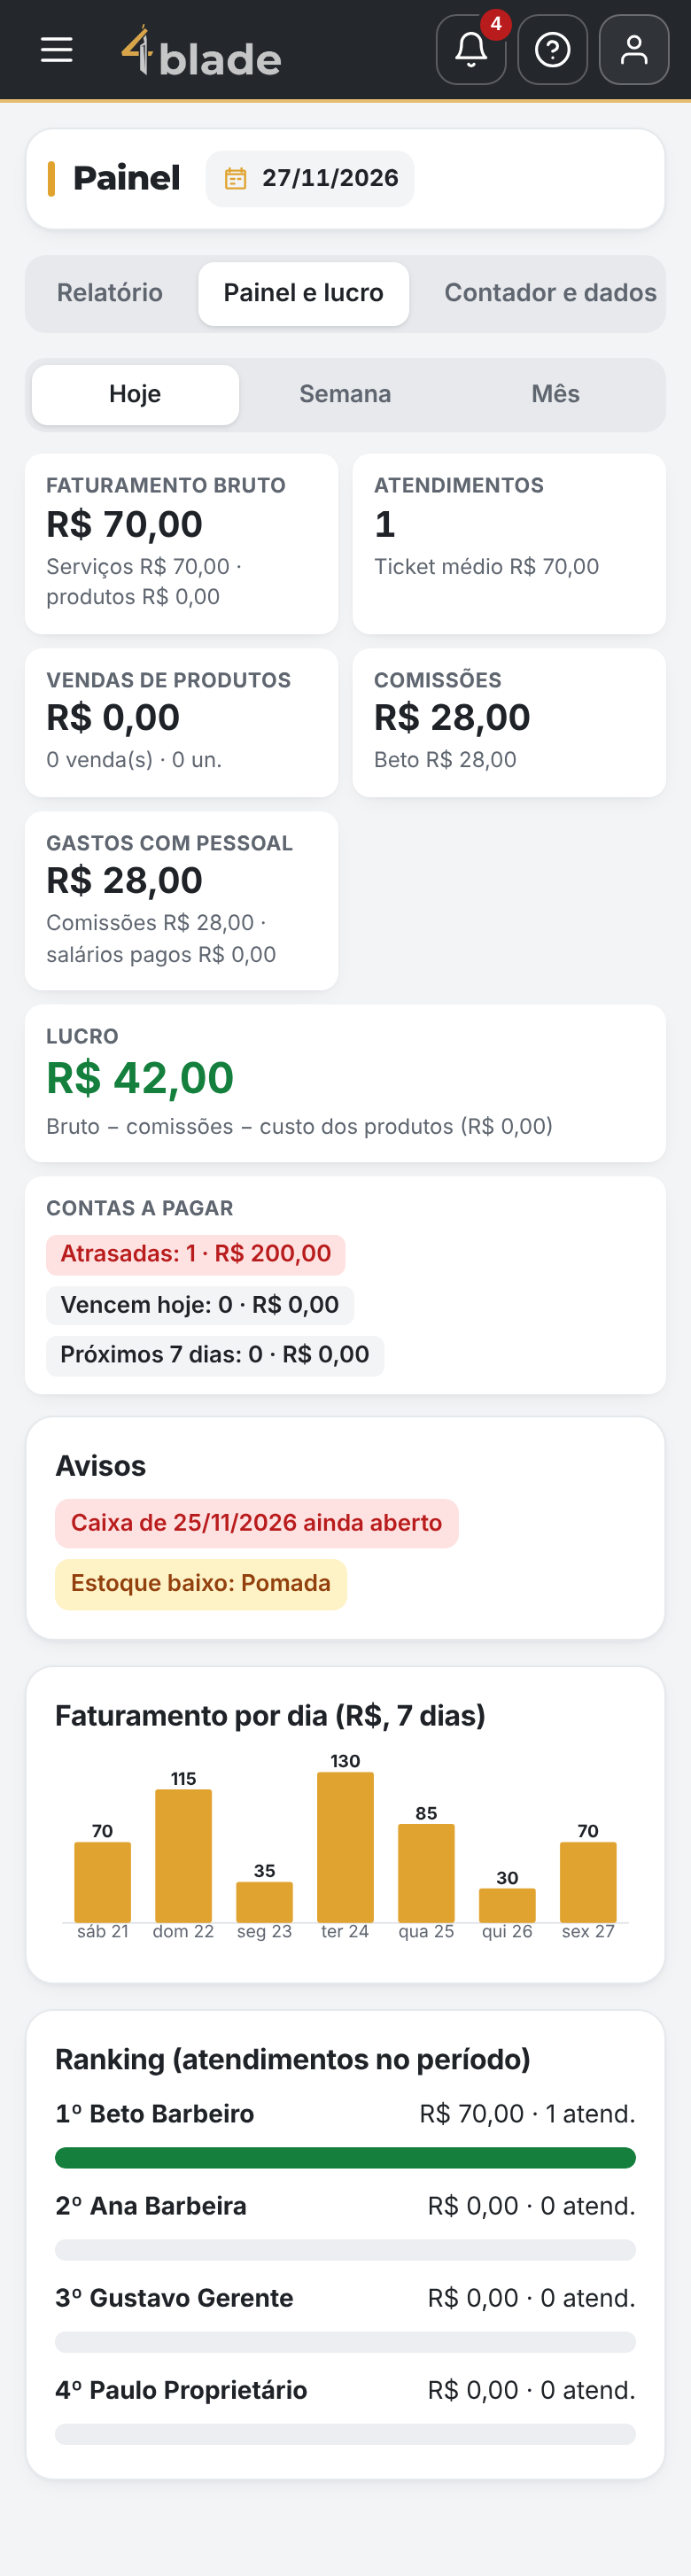 4blade
4
Painel
27/11/2026
Relatório
Painel e lucro
Contador e dados
Hoje
Semana
Mês
FATURAMENTO BRUTO
R$ 70,00
Serviços R$ 70,00 ·
produtos R$ 0,00
ATENDIMENTOS
1
Ticket médio R$ 70,00
VENDAS DE PRODUTOS
R$ 0,00
0 venda(s) · 0 un.
COMISSÕES
R$ 28,00
Beto R$ 28,00
GASTOS COM PESSOAL
R$ 28,00
Comissões R$ 28,00 ·
salários pagos R$ 0,00
LUCRO
R$ 42,00
Bruto − comissões − custo dos produtos (R$ 0,00)
CONTAS A PAGAR
Atrasadas: 1 · R$ 200,00
Vencem hoje: 0 · R$ 0,00
Próximos 7 dias: 0 · R$ 0,00
Avisos
Caixa de 25/11/2026 ainda aberto
Estoque baixo: Pomada
Faturamento por dia (R$, 7 dias)
70
115
35
130
85
30
70
sáb 21
dom 22
seg 23
ter 24
qua 25
qui 26
sex 27
Ranking (atendimentos no período)
1º Beto Barbeiro
R$ 70,00 · 1 atend.
2º Ana Barbeira
R$ 0,00 · 0 atend.
3º Gustavo Gerente
R$ 0,00 · 0 atend.
4º Paulo Proprietário
R$ 0,00 · 0 atend.